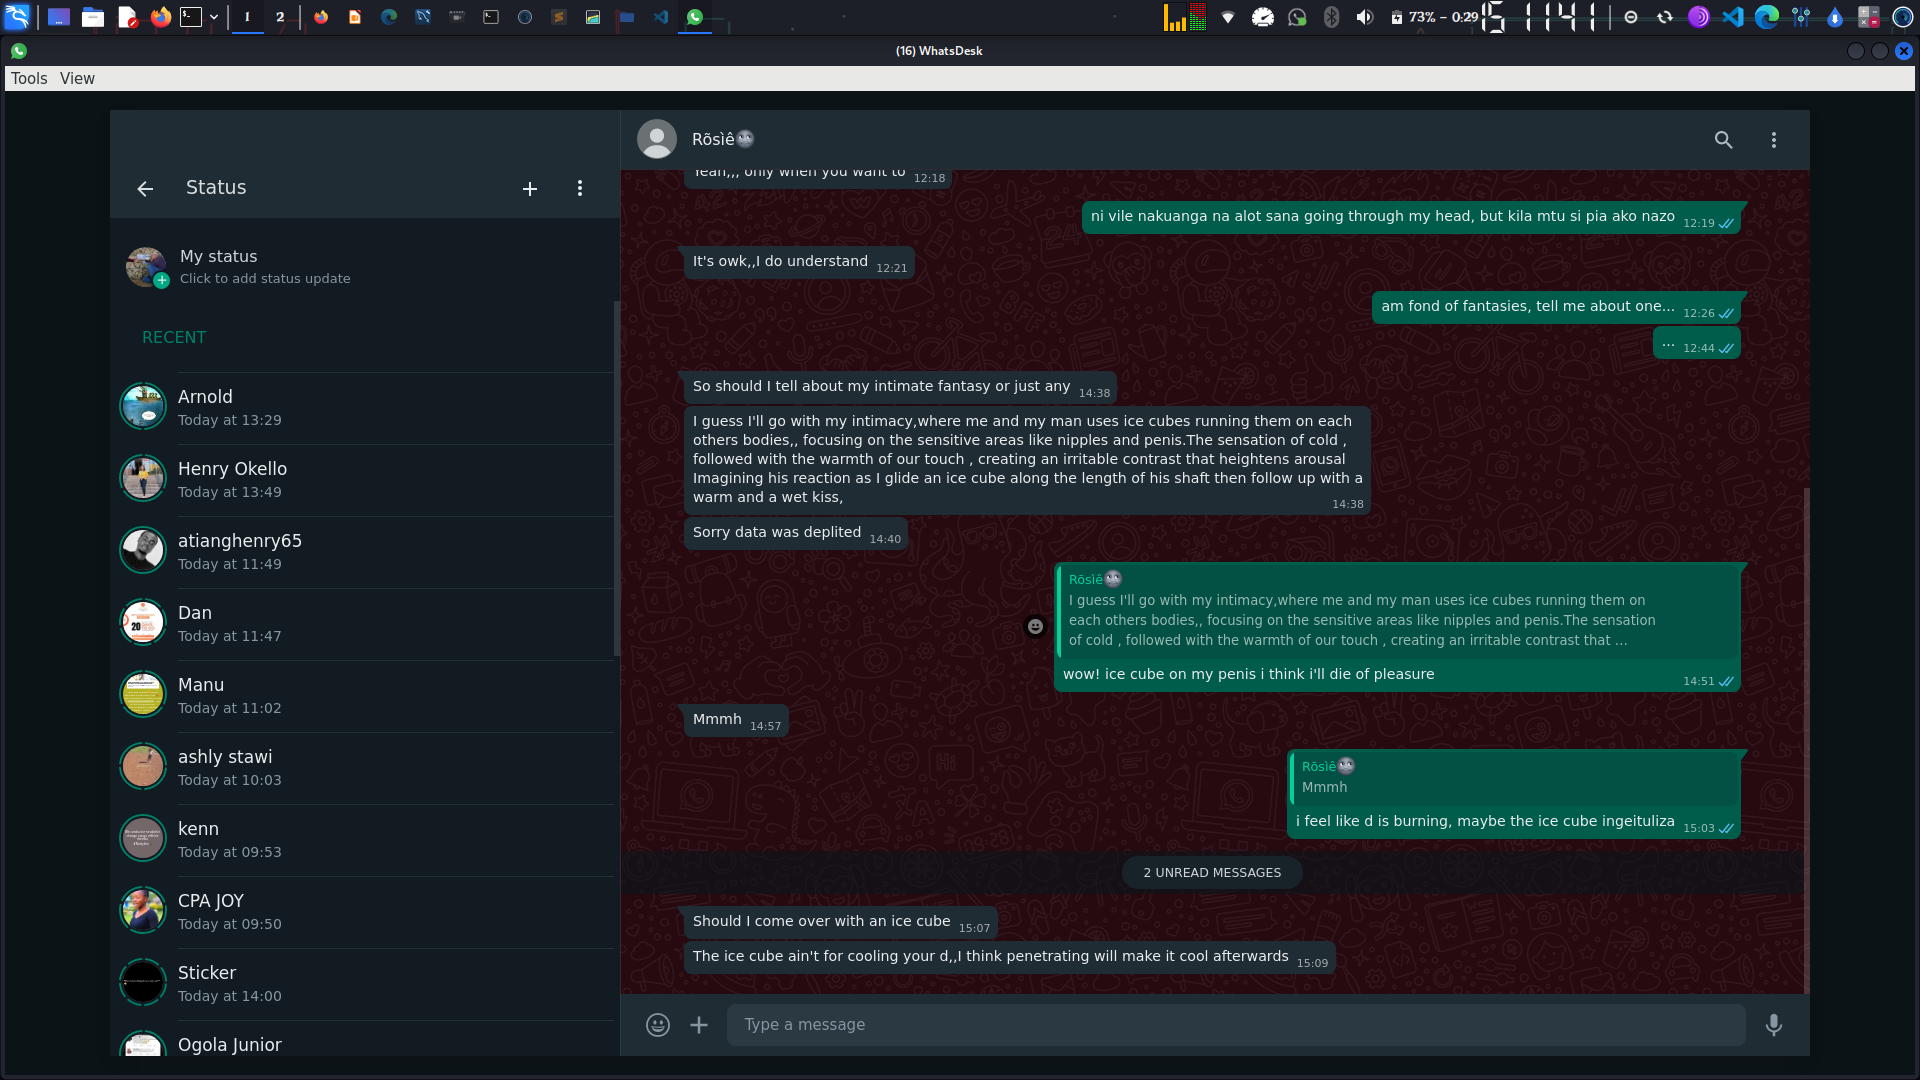 1
2
73% – 0:29
15 1141
(16) WhatsDesk
Tools View
Status
My status
Click to add status update
RECENT
Arnold
Today at 13:29
Henry Okello
Today at 13:49
atianghenry65
Today at 11:49
Dan
Today at 11:47
Manu
Today at 11:02
ashly stawi
Today at 10:03
kenn
Today at 09:53
CPA JOY
Today at 09:50
Sticker
Today at 14:00
Ogola Junior
Rõsìê🌚
Yeah,,, only when you want to 12:18
ni vile nakuanga na alot sana going through my head, but kila mtu si pia ako nazo 12:19
It's owk,,I do understand 12:21
am fond of fantasies, tell me about one... 12:26
... 12:44
So should I tell about my intimate fantasy or just any 14:38
I guess I'll go with my intimacy,where me and my man uses ice cubes running them on each
others bodies,, focusing on the sensitive areas like nipples and penis.The sensation of cold ,
followed with the warmth of our touch , creating an irritable contrast that heightens arousal
Imagining his reaction as I glide an ice cube along the length of his shaft then follow up with a
warm and a wet kiss, 14:38
Sorry data was deplited 14:40
Rõsìê🌚
I guess I'll go with my intimacy,where me and my man uses ice cubes running them on
each others bodies,, focusing on the sensitive areas like nipples and penis.The sensation
of cold , followed with the warmth of our touch , creating an irritable contrast that ...
wow! ice cube on my penis i think i'll die of pleasure 14:51
Mmmh 14:57
Rõsìê🌚
Mmmh
i feel like d is burning, maybe the ice cube ingeituliza 15:03
2 UNREAD MESSAGES
Should I come over with an ice cube 15:07
The ice cube ain't for cooling your d,,I think penetrating will make it cool afterwards 15:09
Type a message